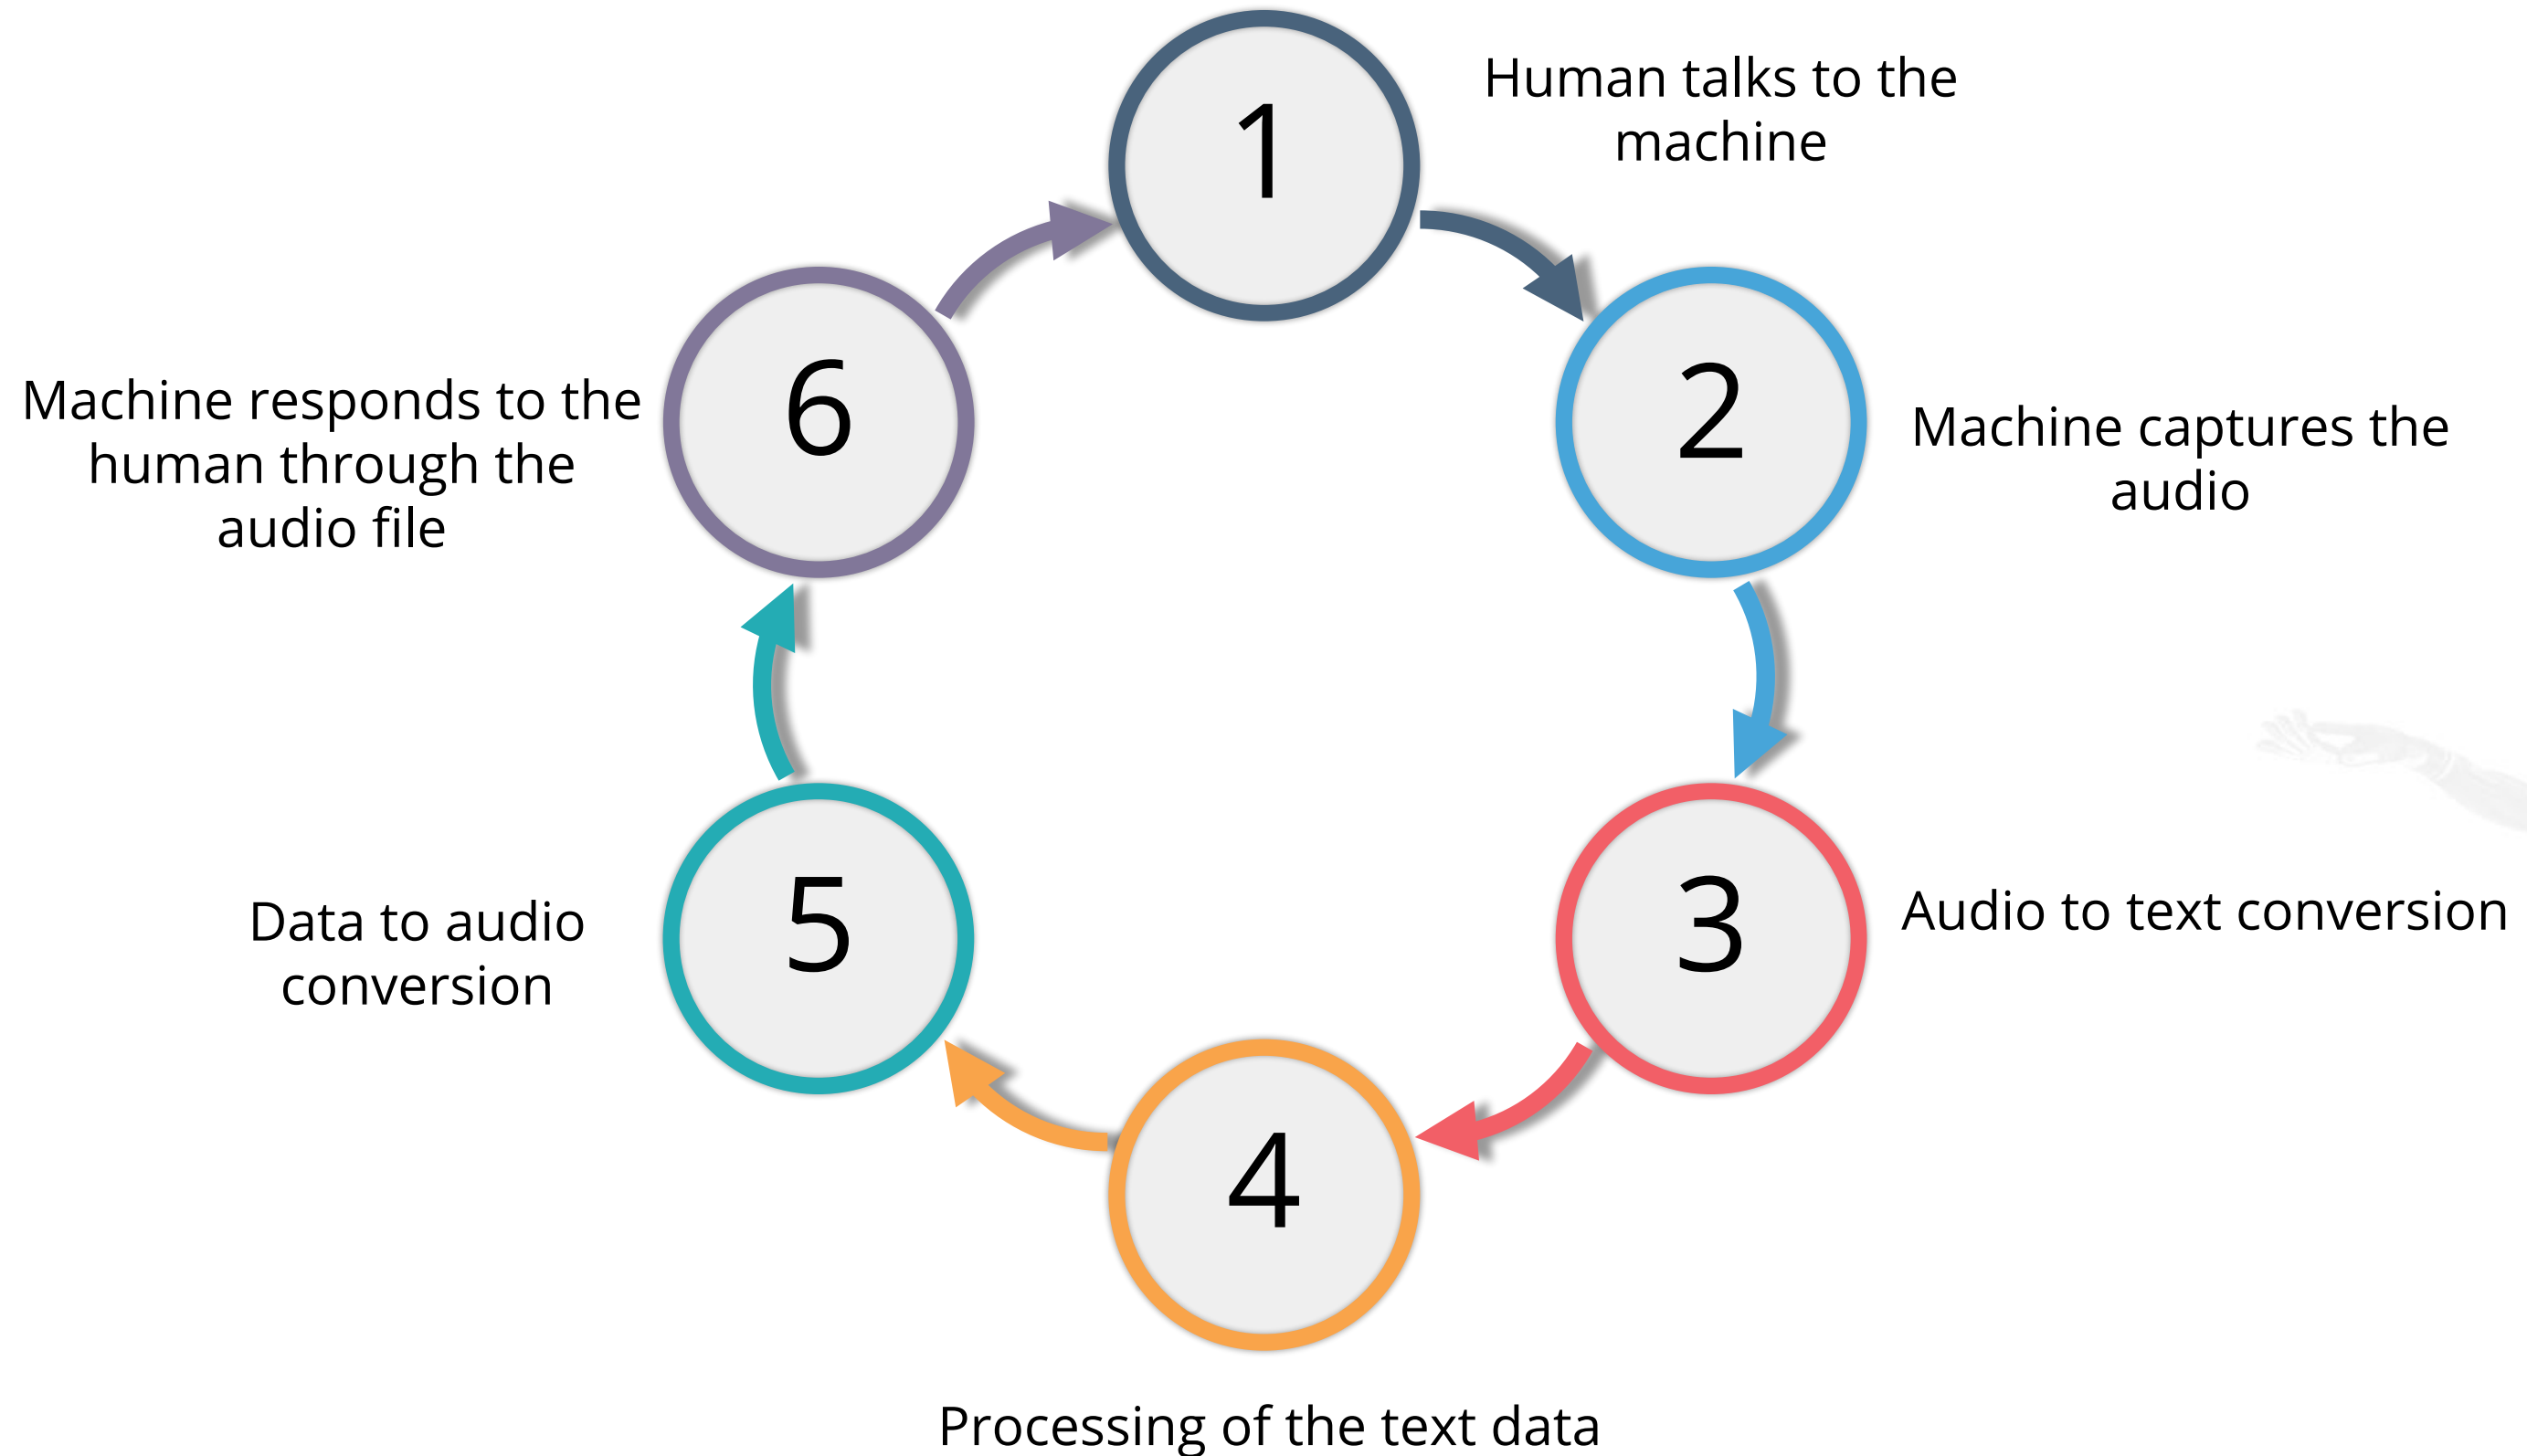 1
Human talks to the
machine
2
Machine captures the
audio
3
Audio to text conversion
4
Processing of the text data
5
Data to audio
conversion
6
Machine responds to the
human through the
audio file